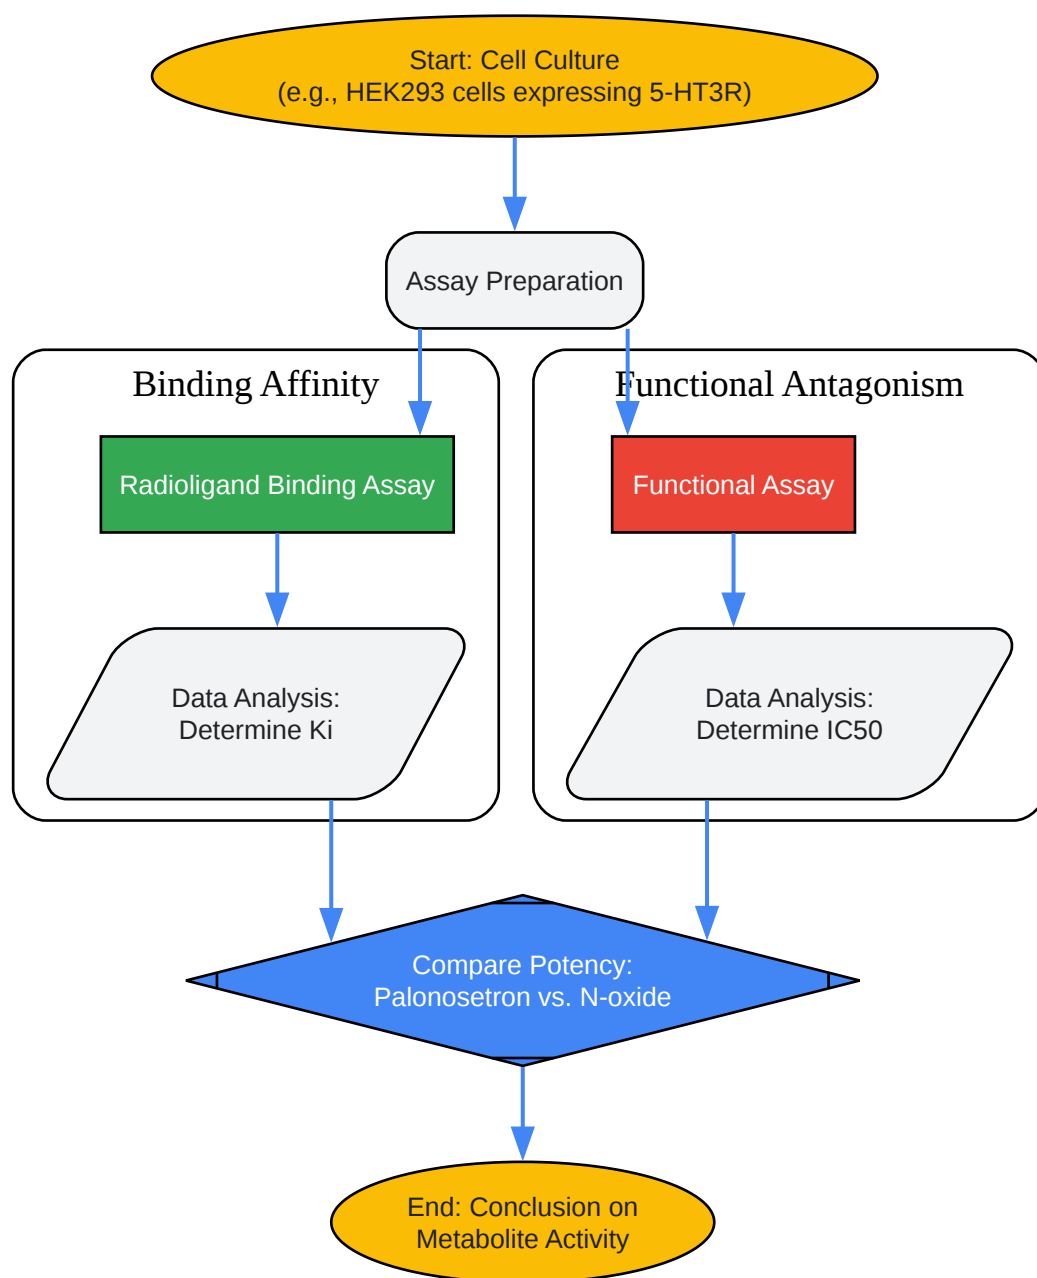 Start: Cell Culture
(e.g., HEK293 cells expressing 5-HT3R)
Assay Preparation
Binding Affinity
Radioligand Binding Assay
Data Analysis:
Determine Ki
Functional Antagonism
Functional Assay
Data Analysis:
Determine IC50
Compare Potency:
Palonosetron vs. N-oxide
End: Conclusion on
Metabolite Activity